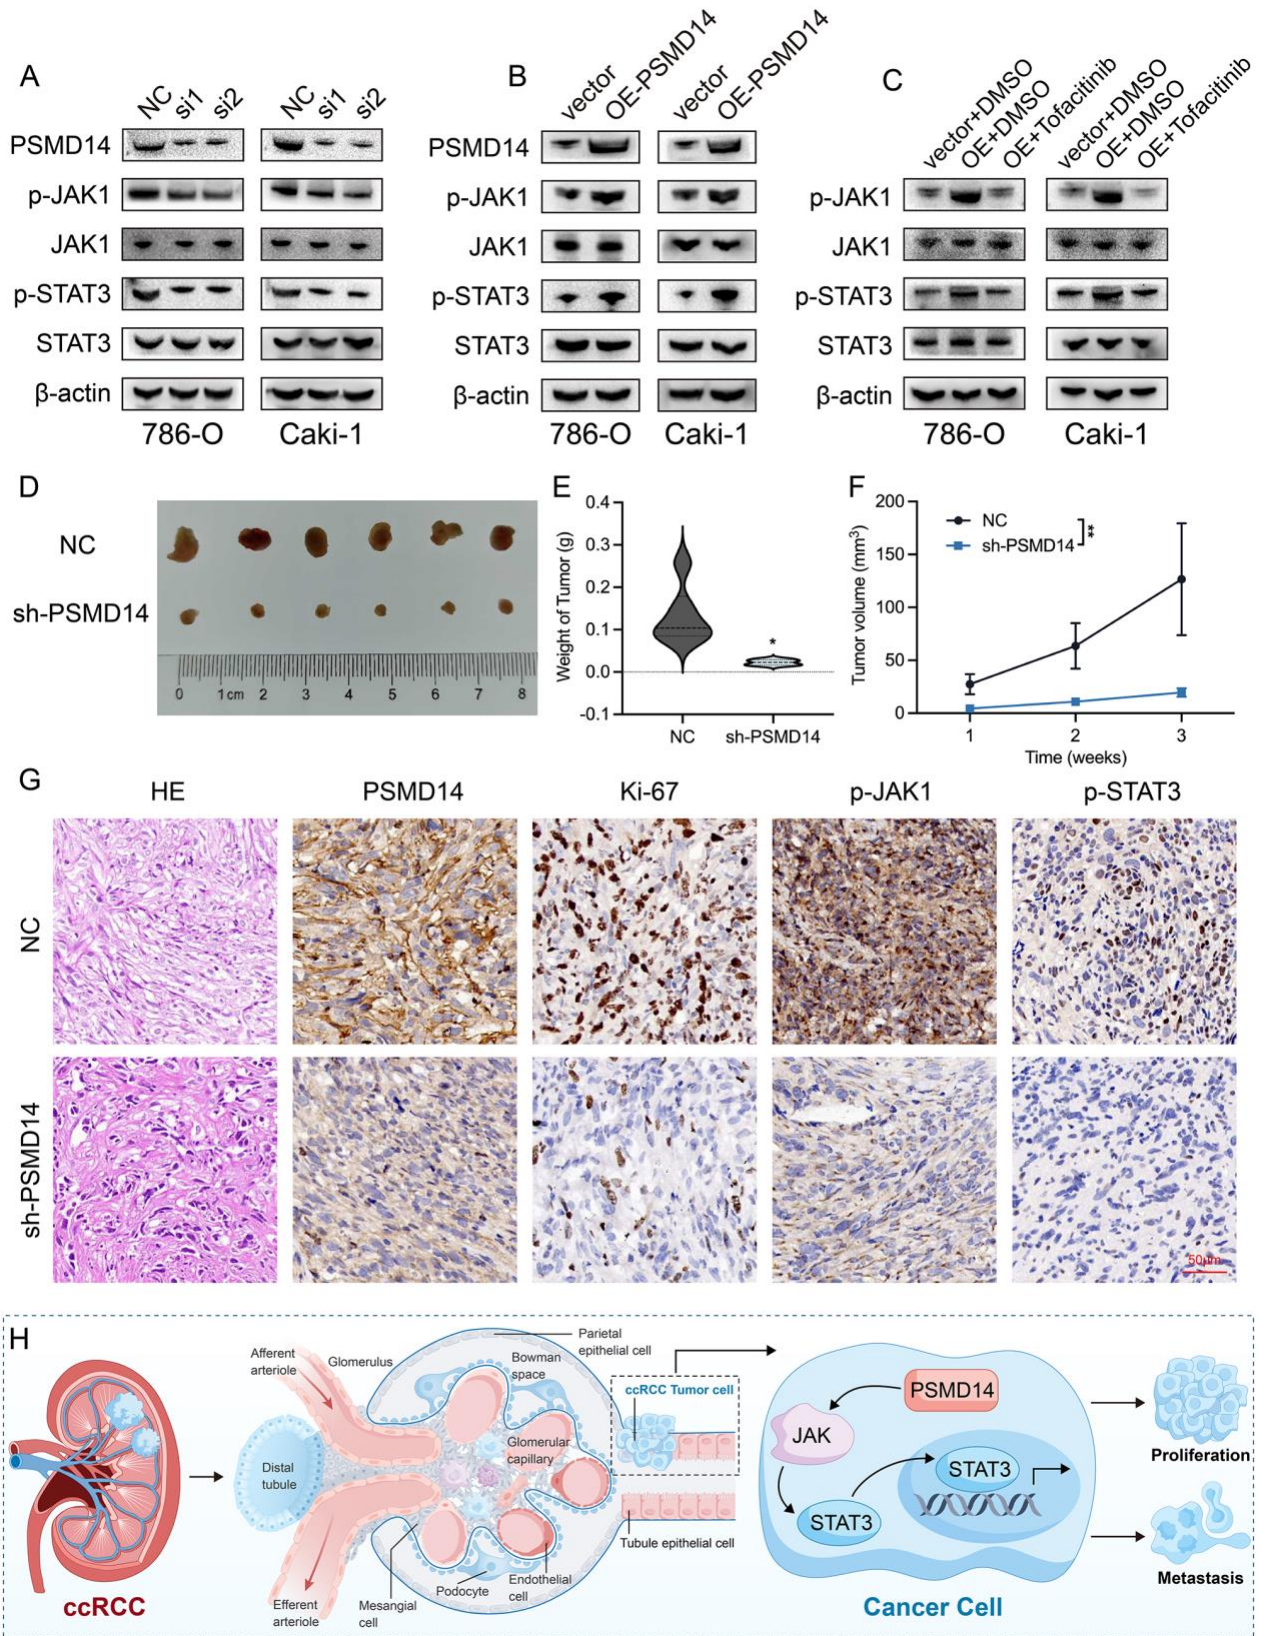 A
NC si1 si2 NC si1 si2
PSMD14
p-JAK1
JAK1
p-STAT3
STAT3
β-actin
786-O Caki-1
B
vector OE-PSMD14 vector OE-PSMD14
PSMD14
p-JAK1
JAK1
p-STAT3
STAT3
β-actin
786-O Caki-1
C
vector+DMSO OE+DMSO OE+Tofacitinib vector+DMSO OE+DMSO OE+Tofacitinib
p-JAK1
JAK1
p-STAT3
STAT3
β-actin
786-O Caki-1
D
NC
sh-PSMD14
0 1cm 2 3 4 5 6 7 8
E
Weight of Tumor (g)
0.4
0.3
0.2
0.1
0.0
-0.1
*
NC sh-PSMD14
F
Tumor volume (mm³)
200
150
100
50
0
NC
sh-PSMD14
**
1 2 3
Time (weeks)
G
HE PSMD14 Ki-67 p-JAK1 p-STAT3
NC
sh-PSMD14
50μm
H
ccRCC
Afferent
arteriole
Glomerulus
Parietal
epithelial cell
Bowman
space
ccRCC Tumor cell
Glomerular
capillary
Distal
tubule
Tubule epithelial cell
Efferent
arteriole
Mesangial
cell
Podocyte
Endothelial
cell
PSMD14
JAK
STAT3
STAT3
Cancer Cell
Proliferation
Metastasis